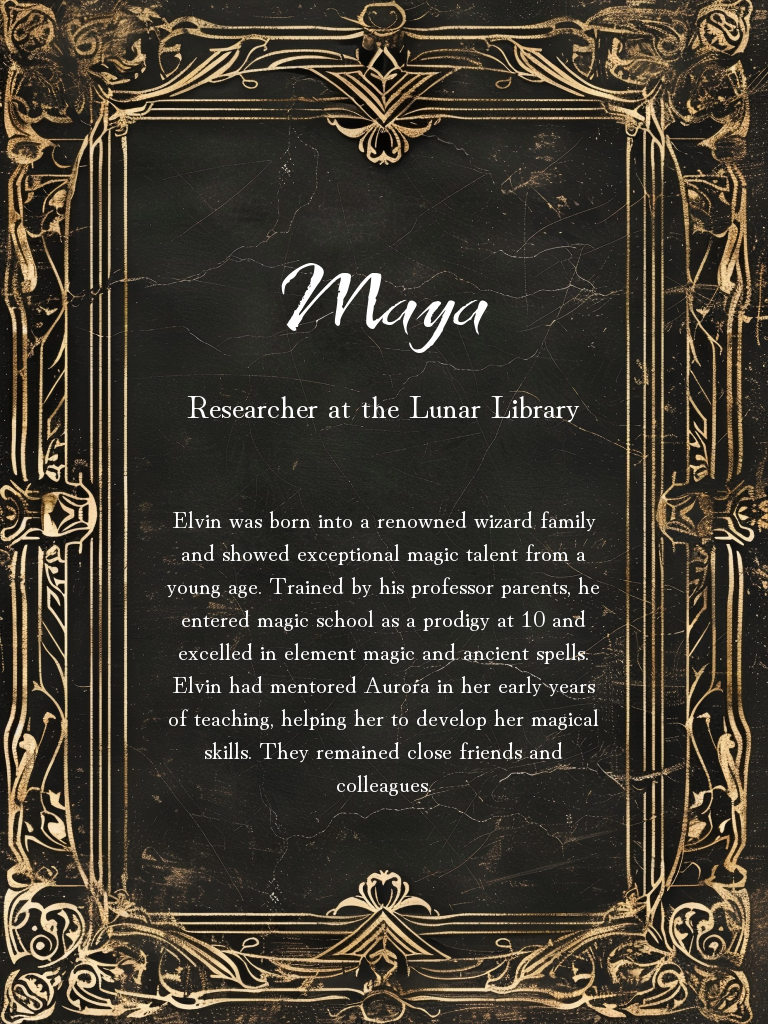 Maya
Researcher at the Lunar Library
Elvin was born into a renowned wizard family
and showed exceptional magic talent from a
young age. Trained by his professor parents, he
entered magic school as a prodigy at 10 and
excelled in element magic and ancient spells.
Elvin had mentored Aurora in her early years
of teaching, helping her to develop her magical
skills. They remained close friends and
colleagues.